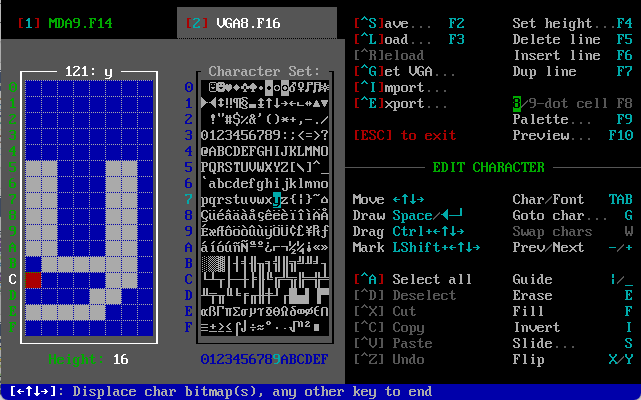 [1] MDA9.F14
[2] VGA8.F16
[^S]ave... F2 Set height...F4
[^L]oad... F3 Delete line F5
[^R]eload Insert line F6
[^G]et VGA... Dup line F7
[^I]mport...
[^E]xport... 8/9-dot cell F8
Palette... F9
[ESC] to exit Preview... F10
EDIT CHARACTER
Move ←↑↓→ Char/Font TAB
Draw Space/◄┘ Goto char... G
Drag Ctrl+←↑↓→ Swap chars W
Mark LShift+←↑↓→ Prev/Next -/+
[^A] Select all Guide ¦/_
[^D] Deselect Erase E
[^X] Cut Fill F
[^C] Copy Invert I
[^V] Paste Slide... S
[^Z] Undo Flip X/Y
121: y
0
1
2
3
4
5
6
7
8
9
A
B
C
D
E
F
Height: 16
Character Set:
0
1
2 !"#$%&'()*+,-./
3 0123456789:;<=>?
4 @ABCDEFGHIJKLMNO
5 PQRSTUVWXYZ[\]^_
6 `abcdefghijklmno
7 pqrstuvwxyz{|}~⌂
8 ÇüéâäàåçêëèïîìÄÅ
9 ÉæÆôöòûùÿÖÜ¢£¥₧ƒ
A áíóúñÑªº¿⌐¬½¼¡«»
B
C
D
E
F
0123456789ABCDEF
[←↑↓→]: Displace char bitmap(s), any other key to end